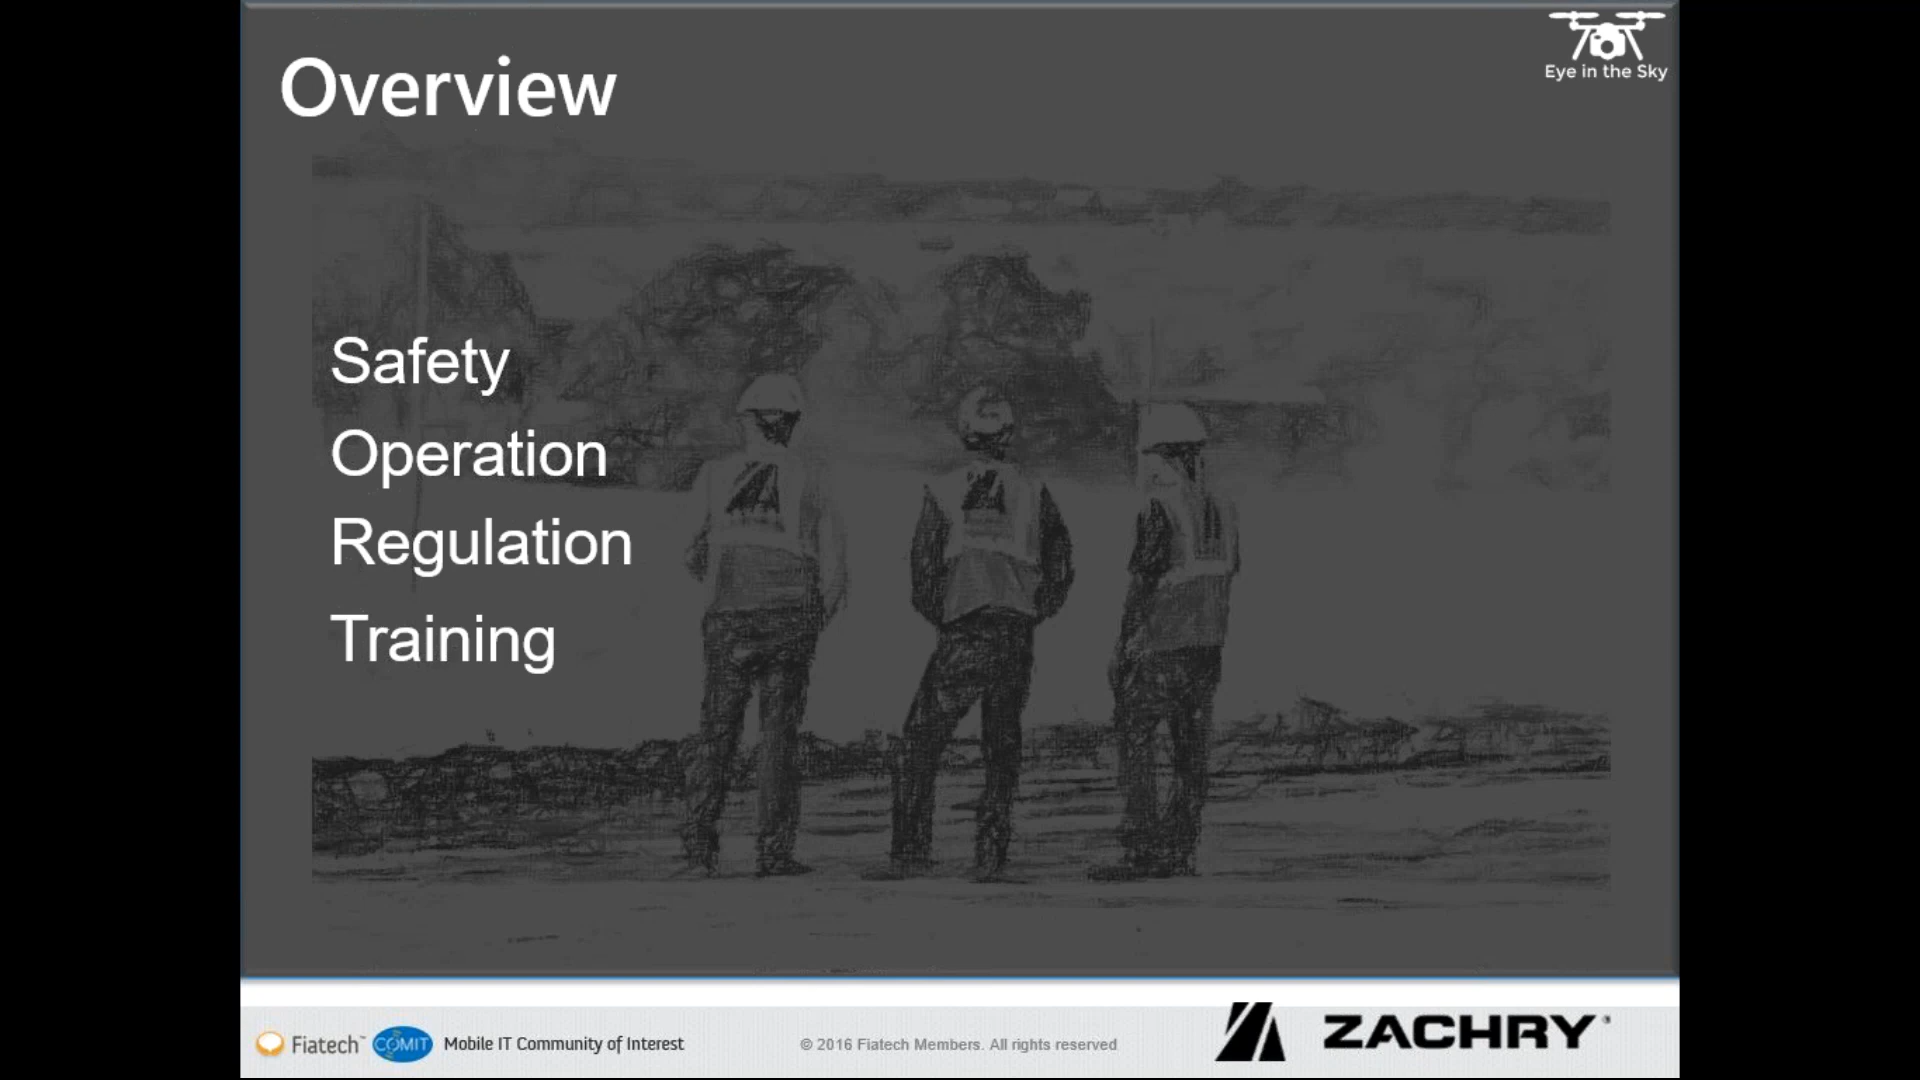 Overview
Eye in the Sky
Safety
Operation
Regulation
Training
Fiatech™ COMIT Mobile IT Community of Interest
© 2016 Fiatech Members. All rights reserved
ZACHRY